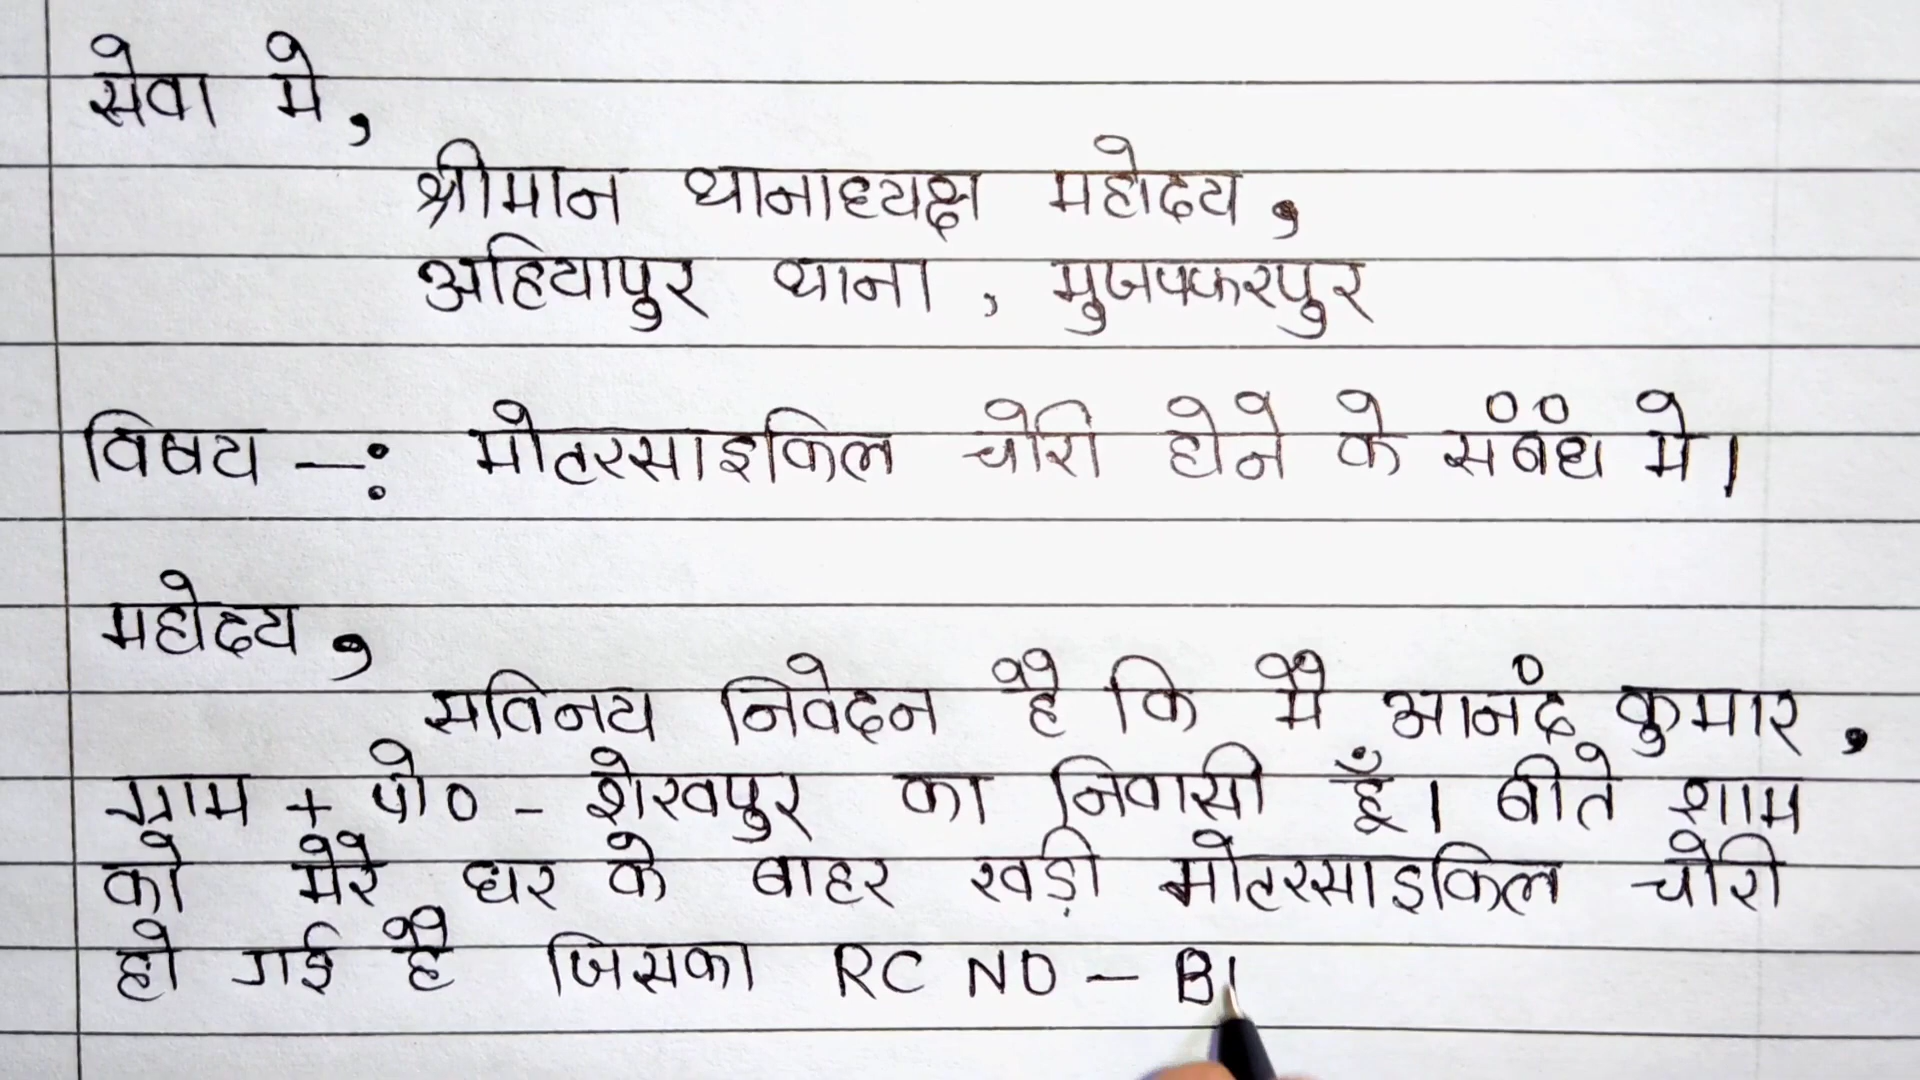 सेवा मे,
श्रीमान थानाध्यक्ष महोदय,
अहियापुर थाना, मुजफ्फरपुर
विषय -: मोटरसाइकिल चोरी होने के संबंध मे।
महोदय,
सविनय निवेदन है कि मै आनंद कुमार,
ग्राम + पो० - शेखपुर का निवासी हूँ। बीते शाम
को मेरे घर के बाहर खड़ी मोटरसाइकिल चोरी
हो गई है जिसका RC NO - B